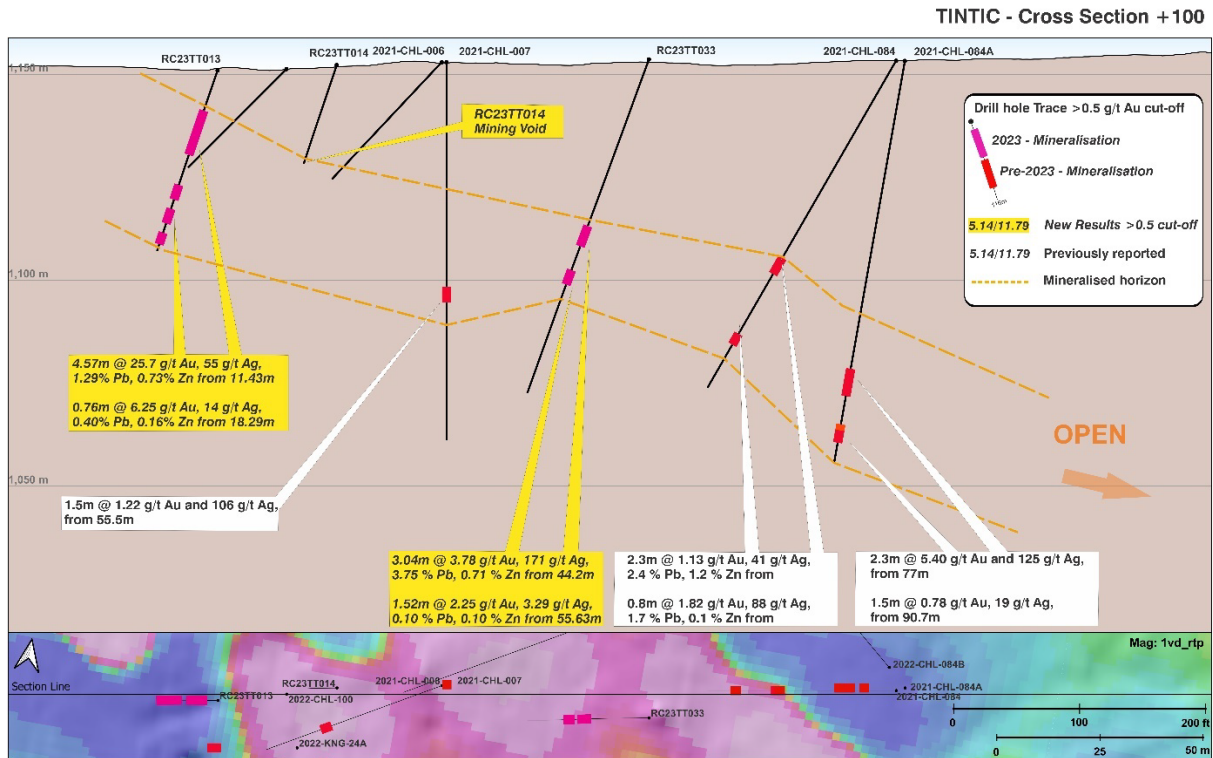 TINTIC - Cross Section +100
RC23TT013
RC23TT014
2021-CHL-006
2021-CHL-007
RC23TT033
2021-CHL-084
2021-CHL-084A
1,150 m
1,100 m
1,050 m
RC23TT014
Mining Void
Drill hole Trace >0.5 g/t Au cut-off
2023 - Mineralisation
Pre-2023 - Mineralisation
5.14/11.79 New Results >0.5 cut-off
5.14/11.79 Previously reported
Mineralised horizon
4.57m @ 25.7 g/t Au, 55 g/t Ag,
1.29% Pb, 0.73% Zn from 11.43m
0.76m @ 6.25 g/t Au, 14 g/t Ag,
0.40% Pb, 0.16% Zn from 18.29m
1.5m @ 1.22 g/t Au and 106 g/t Ag,
from 55.5m
3.04m @ 3.78 g/t Au, 171 g/t Ag,
3.75 % Pb, 0.71 % Zn from 44.2m
1.52m @ 2.25 g/t Au, 3.29 g/t Ag,
0.10 % Pb, 0.10 % Zn from 55.63m
2.3m @ 1.13 g/t Au, 41 g/t Ag,
2.4 % Pb, 1.2 % Zn from
0.8m @ 1.82 g/t Au, 88 g/t Ag,
1.7 % Pb, 0.1 % Zn from
2.3m @ 5.40 g/t Au and 125 g/t Ag,
from 77m
1.5m @ 0.78 g/t Au, 19 g/t Ag,
from 90.7m
OPEN
Mag: 1vd_rtp
Section Line
RC23TT013
RC23TT014
2022-CHL-100
2022-KNG-24A
2021-CHL-006
2021-CHL-007
RC23TT033
2022-CHL-084B
2021-CHL-084A
2021-CHL-084
0 100 200 ft
0 25 50 m